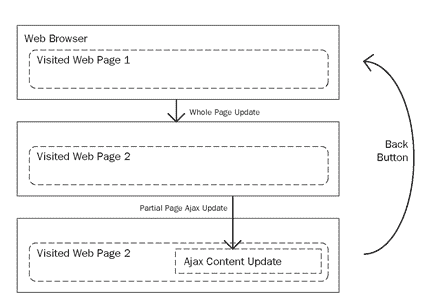 Web Browser
Visited Web Page 1
Whole Page Update
Back
Button
Visited Web Page 2
Partial Page Ajax Update
Visited Web Page 2
Ajax Content Update